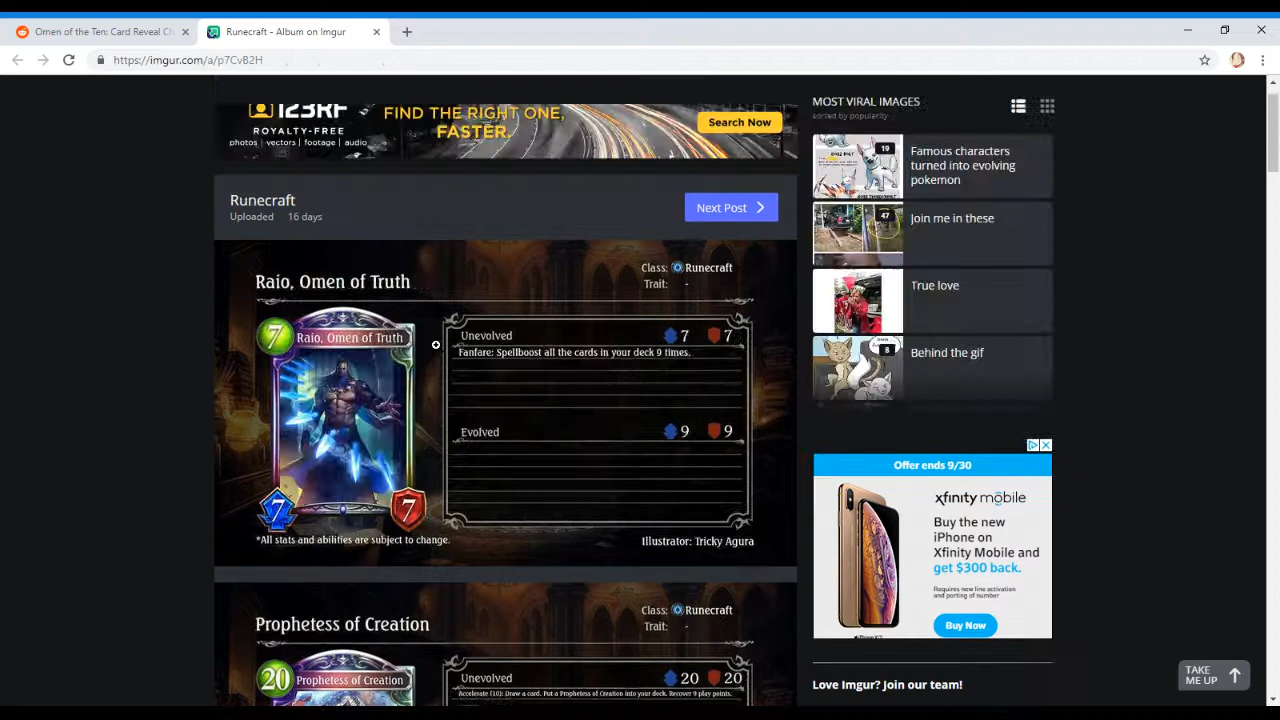 Omen of the Ten: Card Reveal Ch
Runecraft - Album on Imgur
https://imgur.com/a/p7CvB2H
123RF
ROYALTY-FREE
photos | vectors | footage | audio
FIND THE RIGHT ONE,
FASTER.
Search Now
Runecraft
Uploaded 16 days
Next Post
Raio, Omen of Truth
Class: Runecraft
Trait: -
7
Raio, Omen of Truth
7
7
Unevolved 7 7
Fanfare: Spellboost all the cards in your deck 9 times.
Evolved 9 9
*All stats and abilities are subject to change.
Illustrator: Tricky Agura
Prophetess of Creation
Class: Runecraft
Trait: -
20
Prophetess of Creation
Unevolved 20 20
Accelerate (10): Draw a card. Put a Prophetess of Creation into your deck. Recover 9 play points.
MOST VIRAL IMAGES
sorted by popularity
19
Famous characters
turned into evolving
pokemon
47
Join me in these
True love
8
Behind the gif
Offer ends 9/30
xfinity mobile
Buy the new
iPhone on
Xfinity Mobile and
get $300 back.
Requires new line activation
and porting of number
Buy Now
Love Imgur? Join our team!
TAKE
ME UP